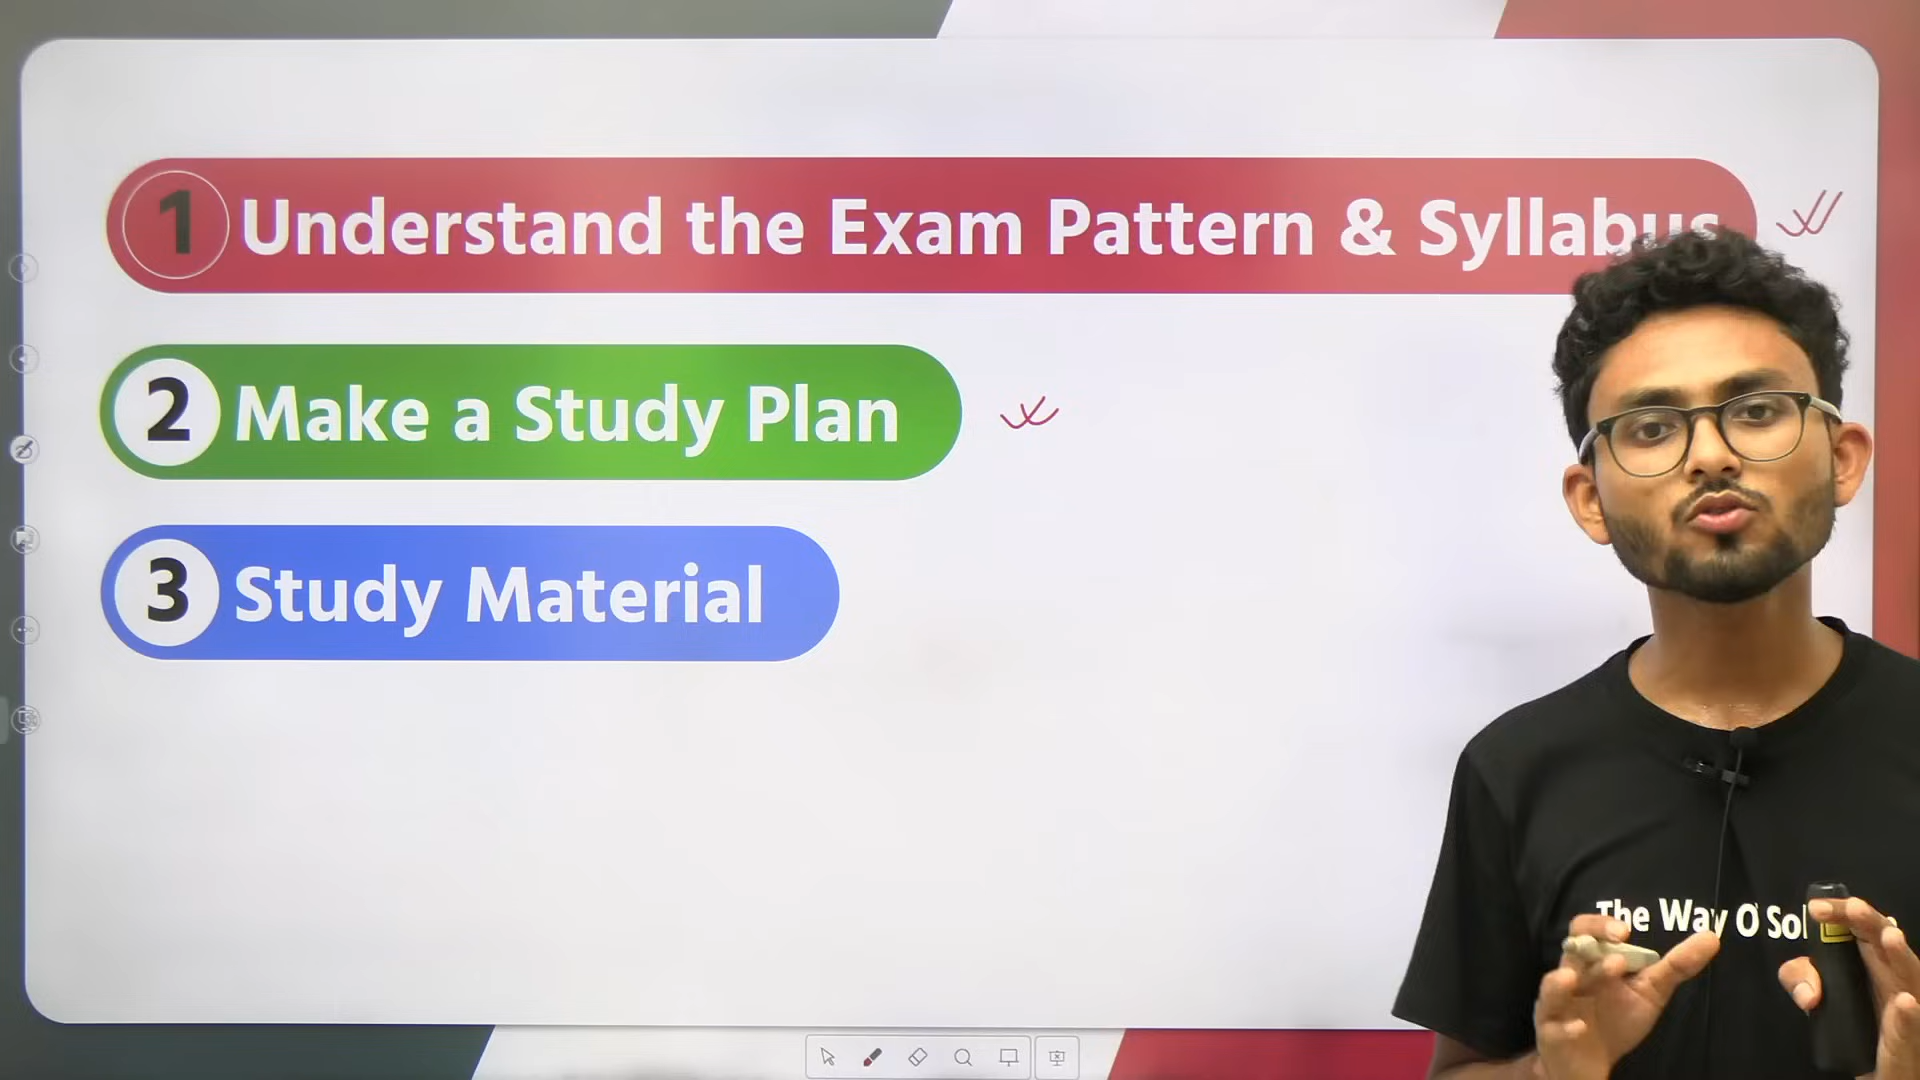 1 Understand the Exam Pattern & Syllabus
2 Make a Study Plan
3 Study Material
The Way O' Sol